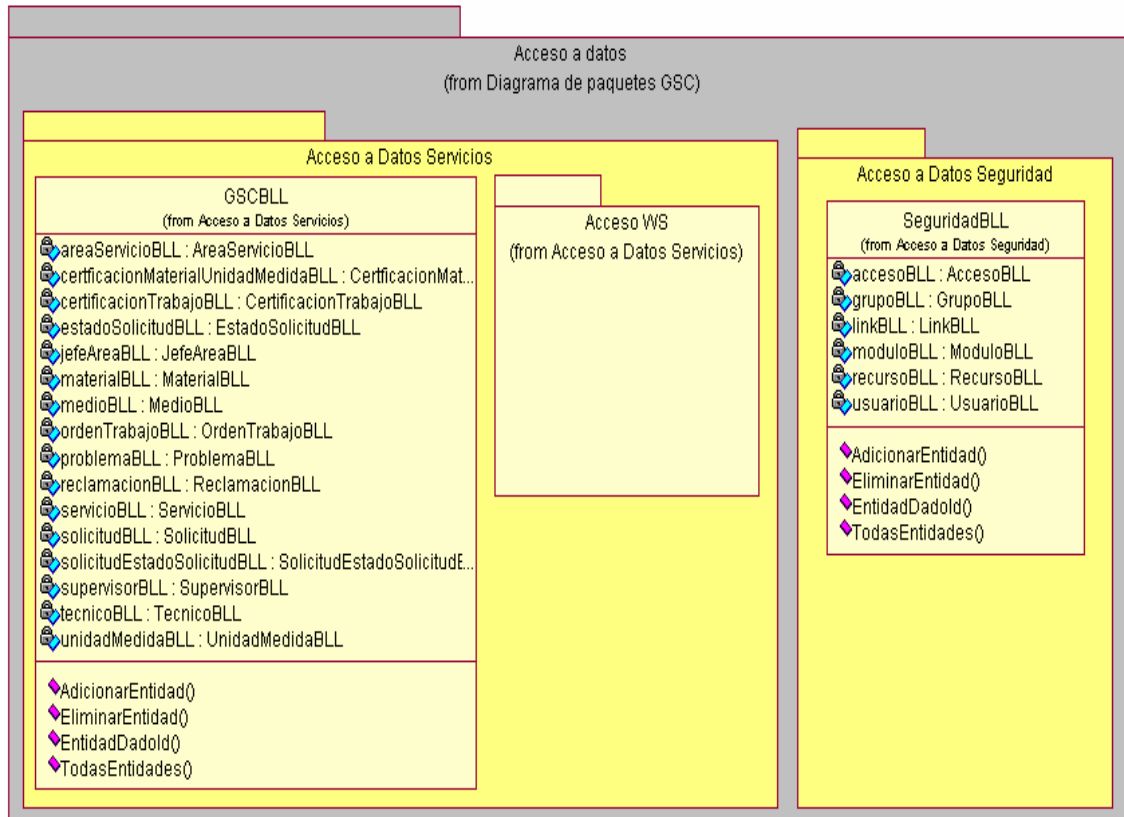 Acceso a datos
(from Diagrama de paquetes GSC)
Acceso a Datos Servicios
GSCBLL
(from Acceso a Datos Servicios)
areaServicioBLL : AreaServicioBLL
certficacionMaterialUnidadMedidaBLL : CertficacionMat...
certificacionTrabajoBLL : CertificacionTrabajoBLL
estadoSolicitudBLL : EstadoSolicitudBLL
jefeAreaBLL : JefeAreaBLL
materialBLL : MaterialBLL
medioBLL : MedioBLL
ordenTrabajoBLL : OrdenTrabajoBLL
problemaBLL : ProblemaBLL
reclamacionBLL : ReclamacionBLL
servicioBLL : ServicioBLL
solicitudBLL : SolicitudBLL
solicitudEstadoSolicitudBLL : SolicitudEstadoSolicitudE...
supervisorBLL : SupervisorBLL
tecnicoBLL : TecnicoBLL
unidadMedidaBLL : UnidadMedidaBLL
AdicionarEntidad()
EliminarEntidad()
EntidadDadoId()
TodasEntidades()
Acceso WS
(from Acceso a Datos Servicios)
Acceso a Datos Seguridad
SeguridadBLL
(from Acceso a Datos Seguridad)
accesoBLL : AccesoBLL
grupoBLL : GrupoBLL
linkBLL : LinkBLL
moduloBLL : ModuloBLL
recursoBLL : RecursoBLL
usuarioBLL : UsuarioBLL
AdicionarEntidad()
EliminarEntidad()
EntidadDadoId()
TodasEntidades()